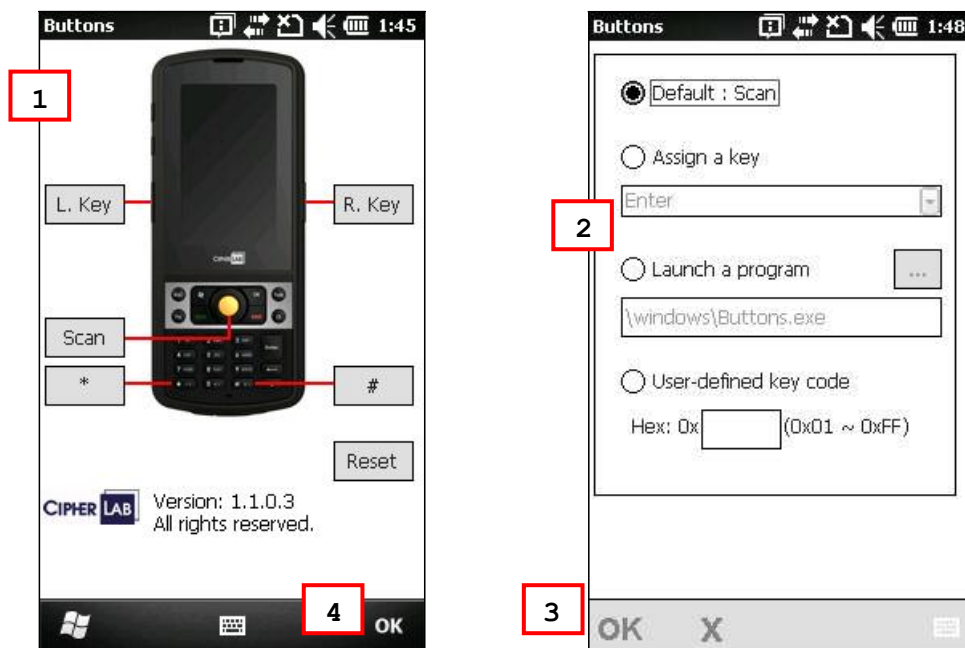 Buttons 1:45
1
L. Key
R. Key
CIPHERLAB
Scan
*
#
Reset
CIPHERLAB
Version: 1.1.0.3
All rights reserved.
4
OK
Buttons 1:48
Default : Scan
Assign a key
Enter
2
Launch a program
...
\windows\Buttons.exe
User-defined key code
Hex: 0x (0x01 ~ 0xFF)
3
OK X